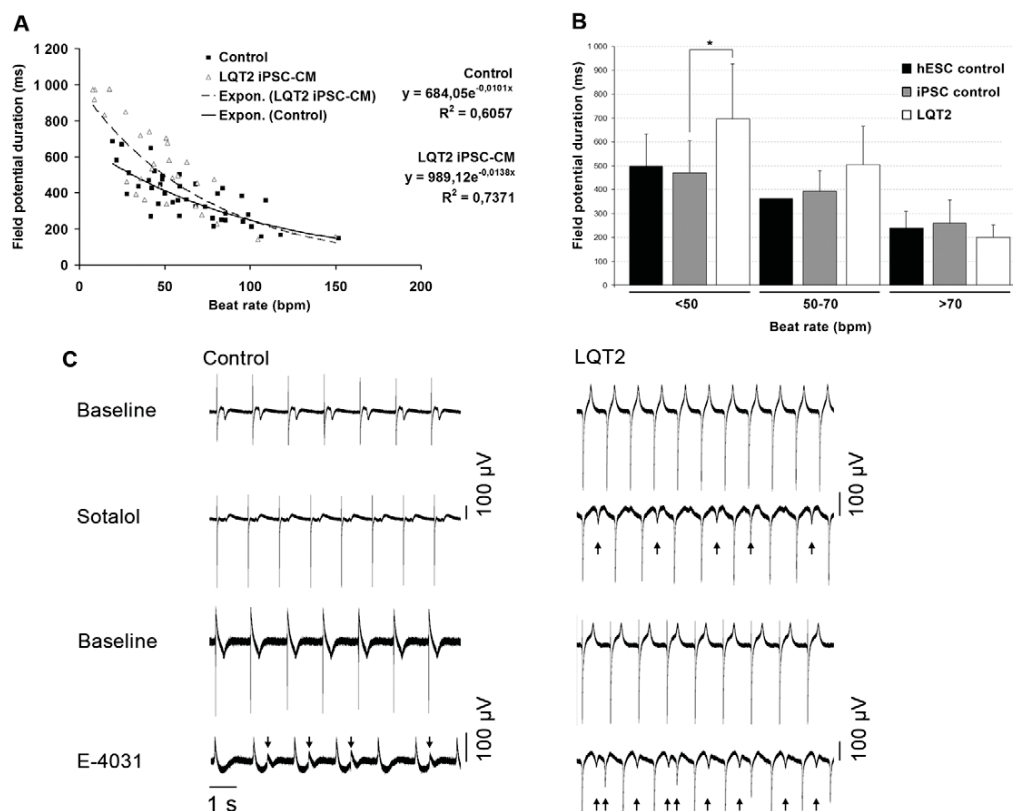 A
Field potential duration (ms)
1 200
1 000
800
600
400
200
0
0 50 100 150 200
Beat rate (bpm)
Control
LQT2 iPSC-CM
Expon. (LQT2 iPSC-CM)
Expon. (Control)
Control
y = 684,05e-0,0101x
R2 = 0,6057
LQT2 iPSC-CM
y = 989,12e-0,0138x
R2 = 0,7371
B
Field potential duration (ms)
1 000
900
800
700
600
500
400
300
200
100
0
*
hESC control
iPSC control
LQT2
<50 50-70 >70
Beat rate (bpm)
C
Control
LQT2
Baseline
100 µV
100 µV
Sotalol
Baseline
100 µV
100 µV
E-4031
1 s